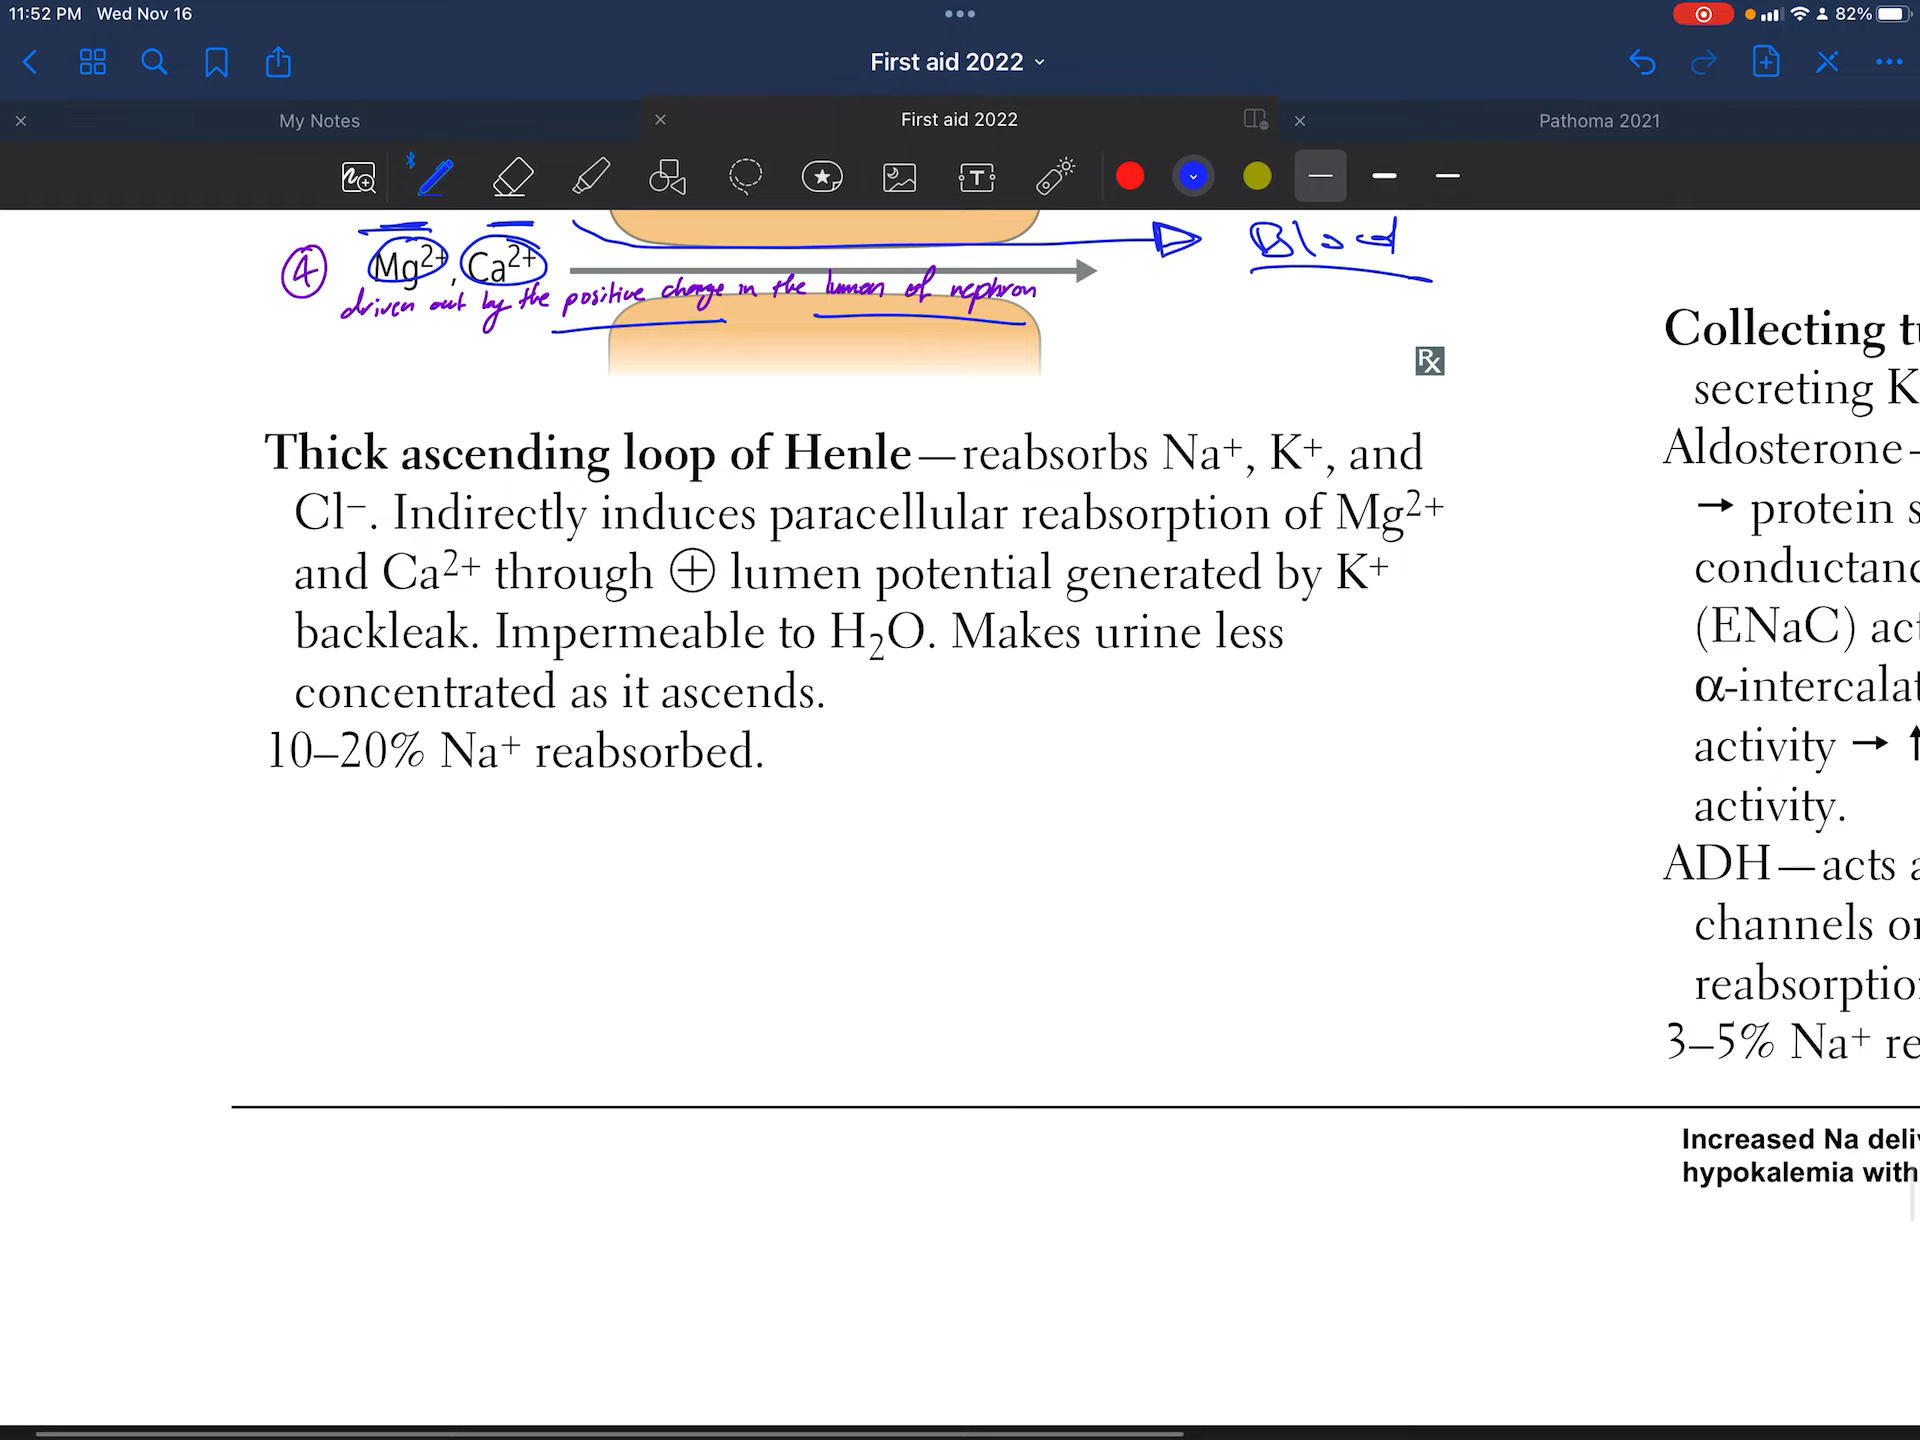 11:52 PM Wed Nov 16
82%
First aid 2022
My Notes
First aid 2022
Pathoma 2021
④ Mg²⁺, Ca²⁺
Blood
driven out by the positive charge in the lumen of nephron
Rx
Thick ascending loop of Henle—reabsorbs Na⁺, K⁺, and
Cl⁻. Indirectly induces paracellular reabsorption of Mg²⁺
and Ca²⁺ through ⊕ lumen potential generated by K⁺
backleak. Impermeable to H₂O. Makes urine less
concentrated as it ascends.
10–20% Na⁺ reabsorbed.
Collecting t
secreting K
Aldosterone
→ protein s
conductanc
(ENaC) act
α-intercalat
activity → ↑
activity.
ADH—acts a
channels o
reabsorptio
3–5% Na⁺ re
Increased Na deli
hypokalemia with